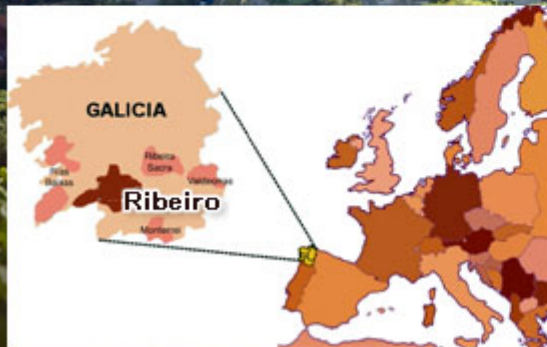 GALICIA
Ribeira
Sacra
Rías
Baixas
Valdeorras
Ribeiro
Monterrei